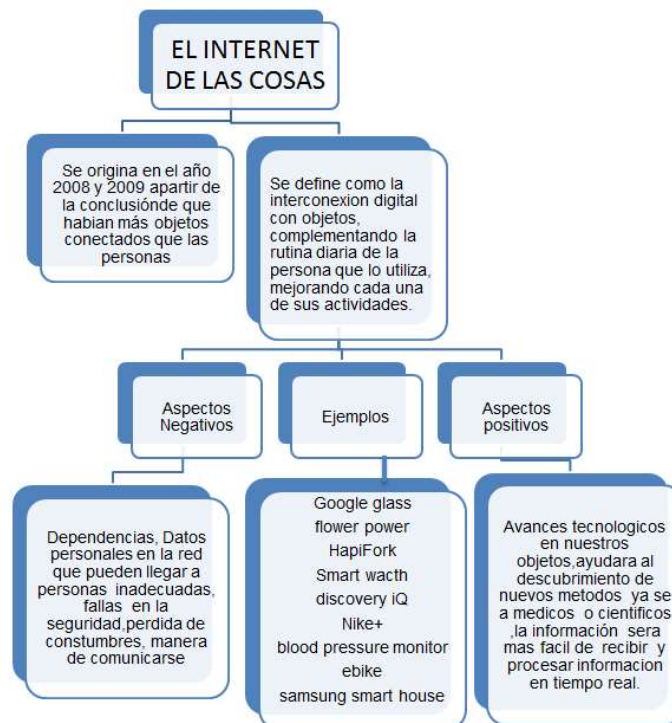 EL INTERNET
DE LAS COSAS
Se origina en el año
2008 y 2009 apartir de
la conclusiónde que
habian más objetos
conectados que las
personas
Se define como la
interconexion digital
con objetos,
complementando la
rutina diaria de la
persona que lo utiliza,
mejorando cada una
de sus actividades.
Aspectos
Negativos
Ejemplos
Aspectos
positivos
Dependencias, Datos
personales en la red
que pueden llegar a
personas inadecuadas,
fallas en la
seguridad,perdida de
constumbres, manera
de comunicarse
Google glass
flower power
HapiFork
Smart wacth
discovery iQ
Nike+
blood pressure monitor
ebike
samsung smart house
Avances tecnologicos
en nuestros
objetos,ayudara al
descubrimiento de
nuevos metodos ya se
a medicos o cientificos
,la información sera
mas facil de recibir y
procesar informacion
en tiempo real.